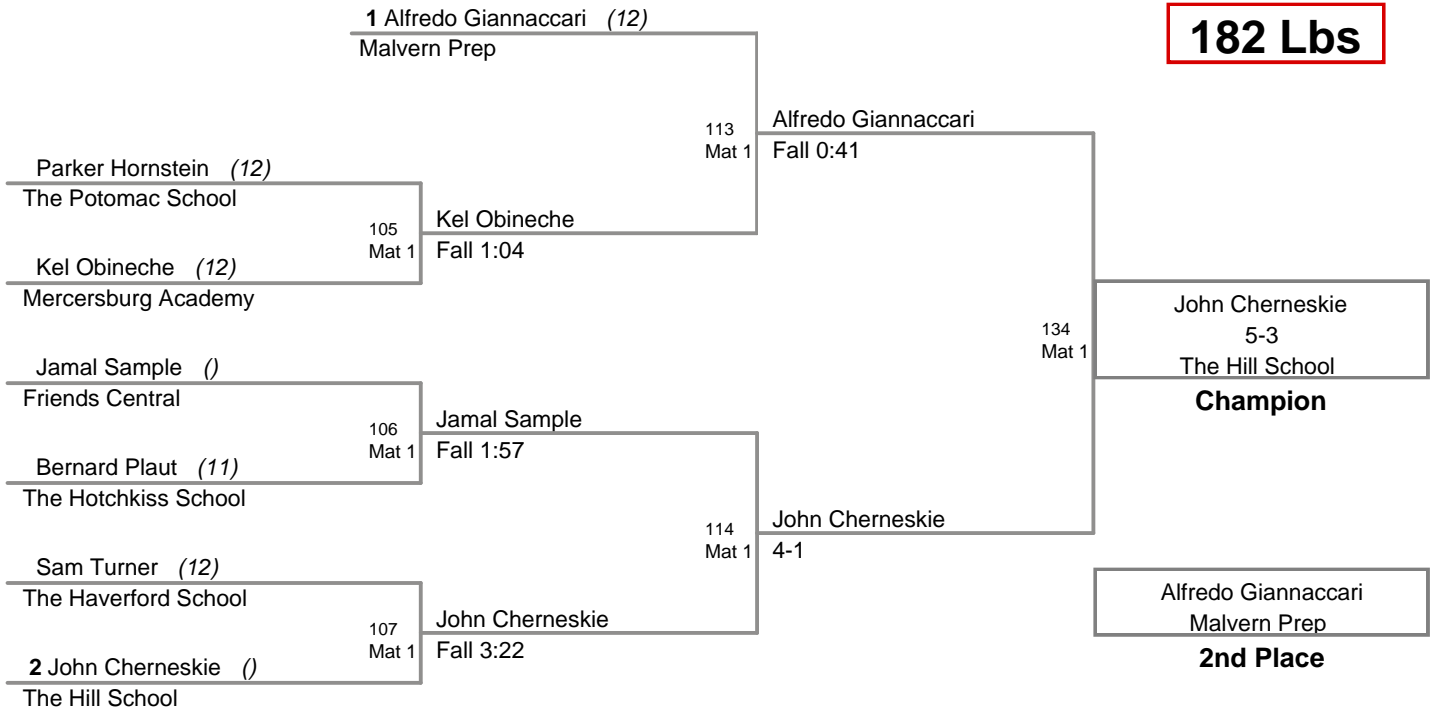 1 Alfredo Giannaccari (12)
Malvern Prep
182 Lbs
113
Mat 1
Alfredo Giannaccari
Fall 0:41
Parker Hornstein (12)
The Potomac School
105
Mat 1
Kel Obineche
Fall 1:04
Kel Obineche (12)
Mercersburg Academy
134
Mat 1
John Cherneskie
5-3
The Hill School
Champion
Jamal Sample ()
Friends Central
106
Mat 1
Jamal Sample
Fall 1:57
Bernard Plaut (11)
The Hotchkiss School
114
Mat 1
John Cherneskie
4-1
Sam Turner (12)
The Haverford School
107
Mat 1
John Cherneskie
Fall 3:22
2 John Cherneskie ()
The Hill School
Alfredo Giannaccari
Malvern Prep
2nd Place